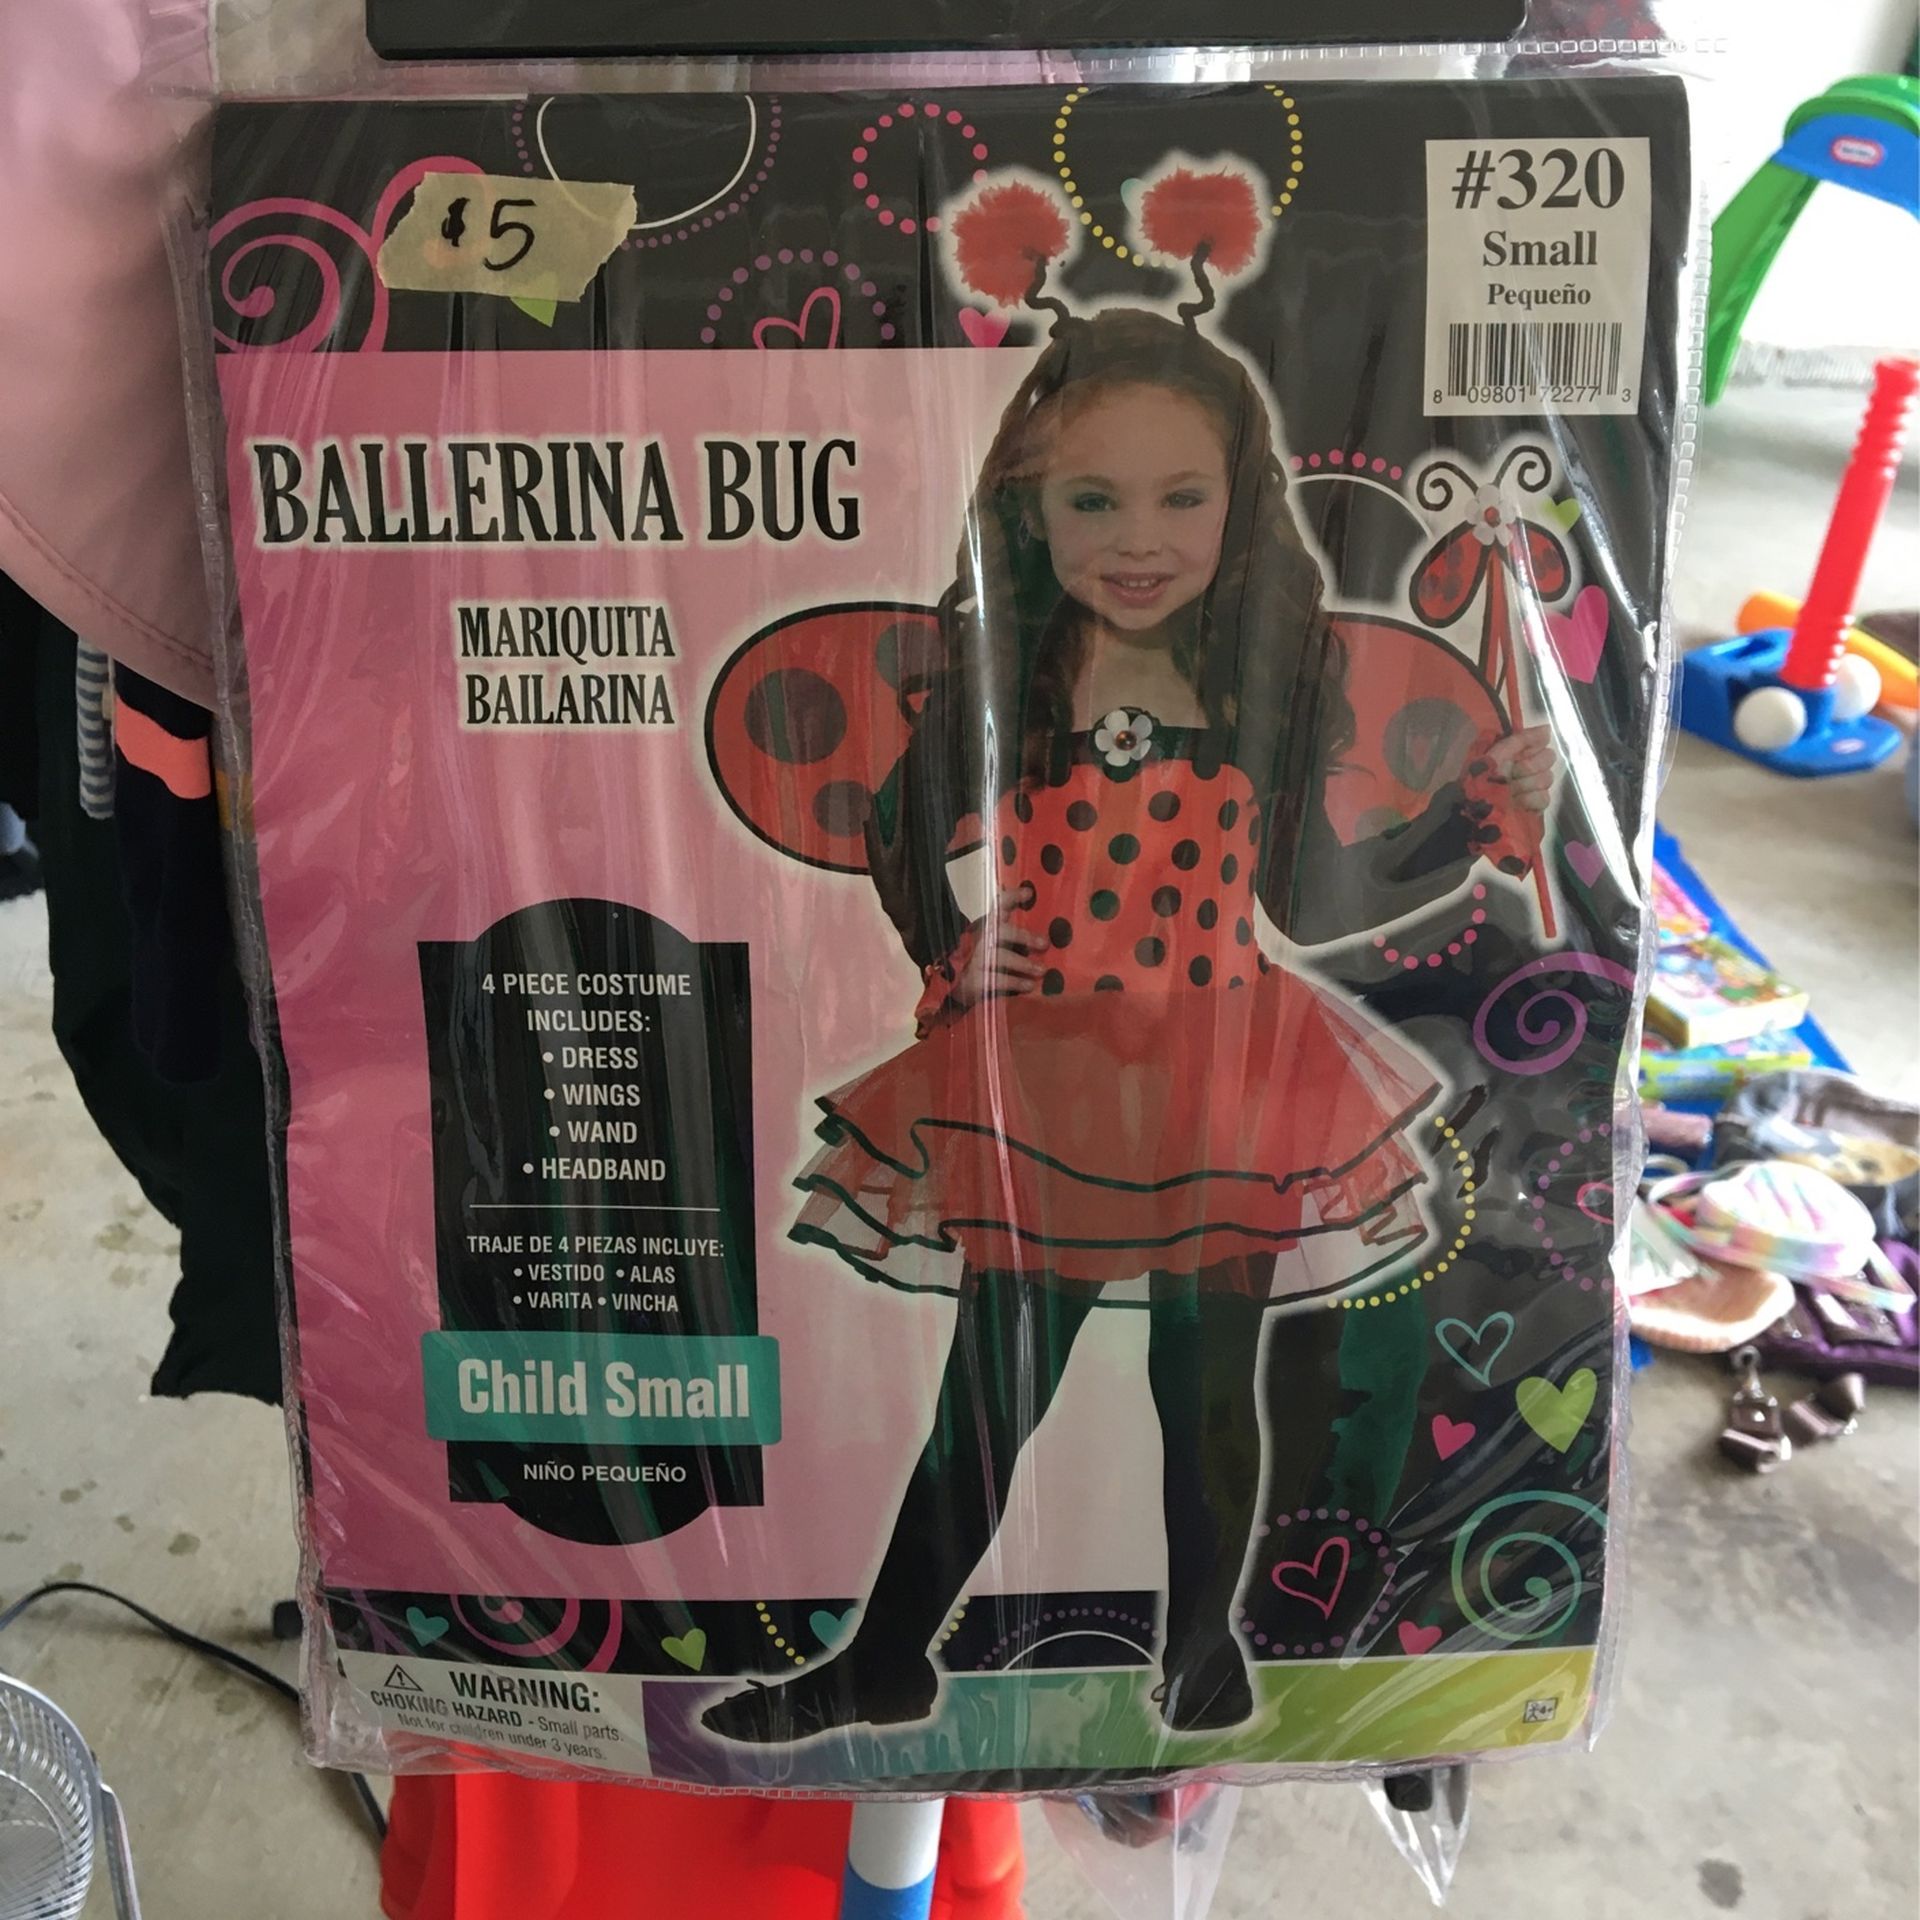 $5
#320
Small
Pequeño
8 09801 72277 3
BALLERINA BUG
MARIQUITA
BAILARINA
4 PIECE COSTUME
INCLUDES:
• DRESS
• WINGS
• WAND
• HEADBAND
TRAJE DE 4 PIEZAS INCLUYE:
• VESTIDO • ALAS
• VARITA • VINCHA
Child Small
NIÑO PEQUEÑO
WARNING:
CHOKING HAZARD - Small parts.
Not for children under 3 years.
4+